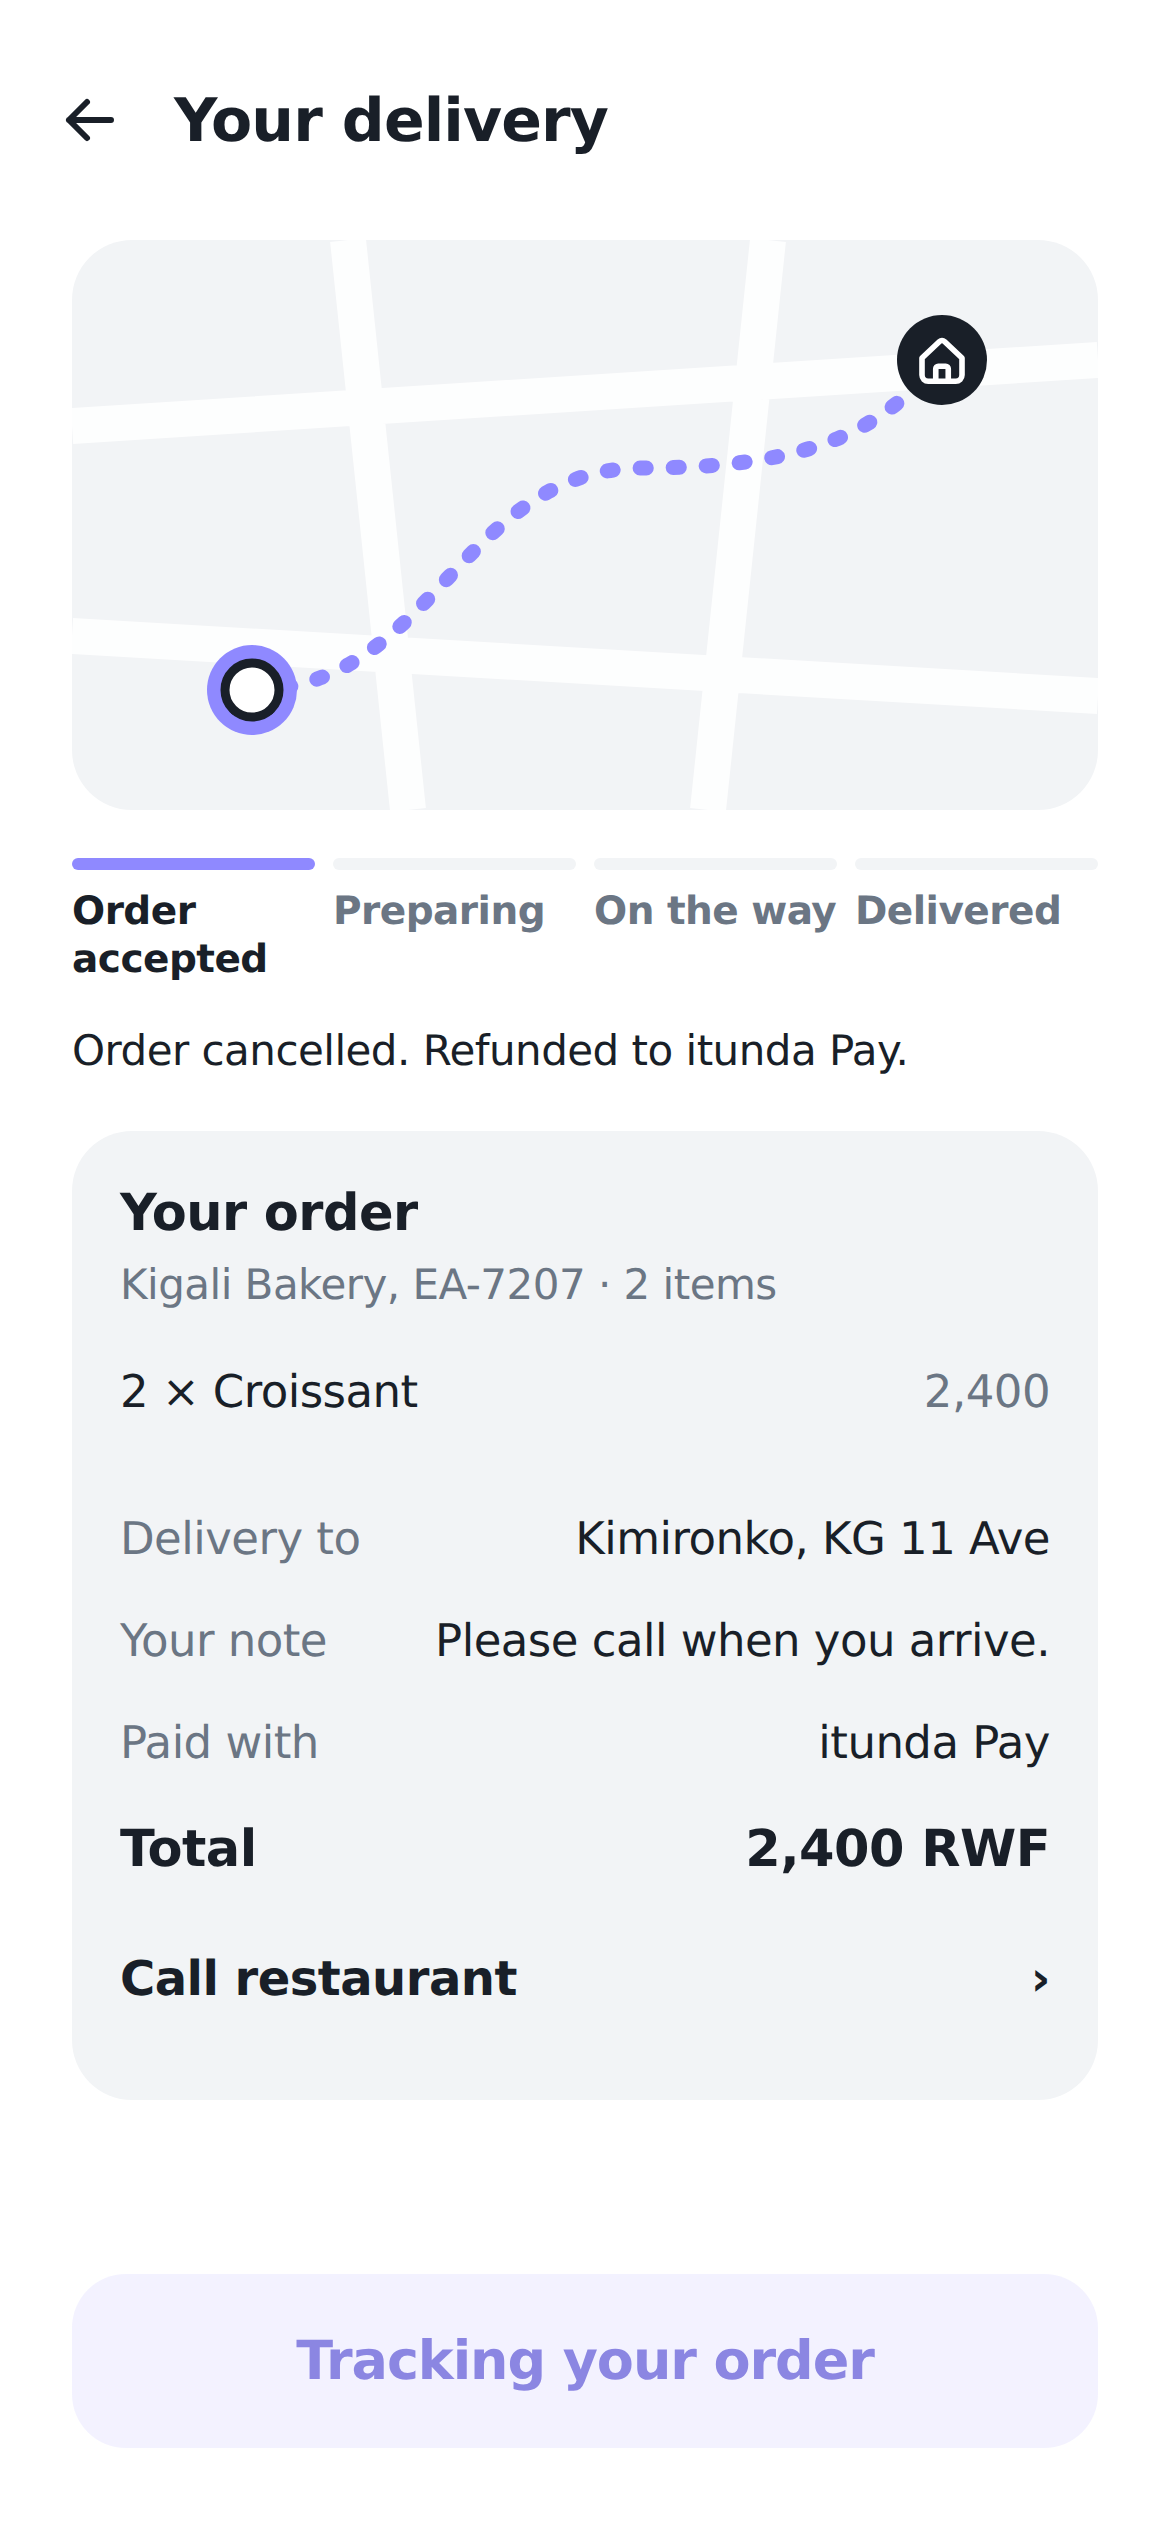 Your delivery
Order accepted
Preparing
On the way
Delivered
Order cancelled. Refunded to itunda Pay.
Your order
Kigali Bakery, EA-7207 · 2 items
2 × Croissant 2,400
Delivery to Kimironko, KG 11 Ave
Your note Please call when you arrive.
Paid with itunda Pay
Total 2,400 RWF
Call restaurant ›
Tracking your order